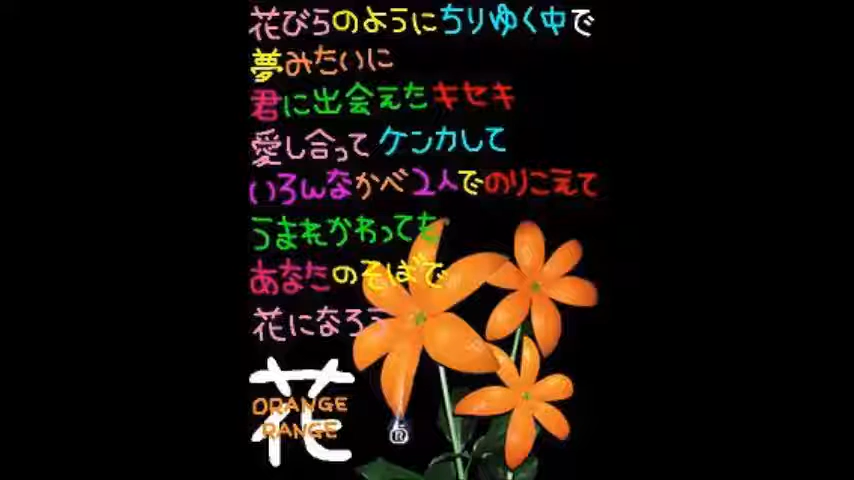 花びらのようにちりゆく中で
夢みたいに
君に出会えたキセキ
愛し合ってケンカして
いろんなかべ2人でのりこえて
うまれかわっても
あなたのそばで
花になろう
花
ORANGE
RANGE
®